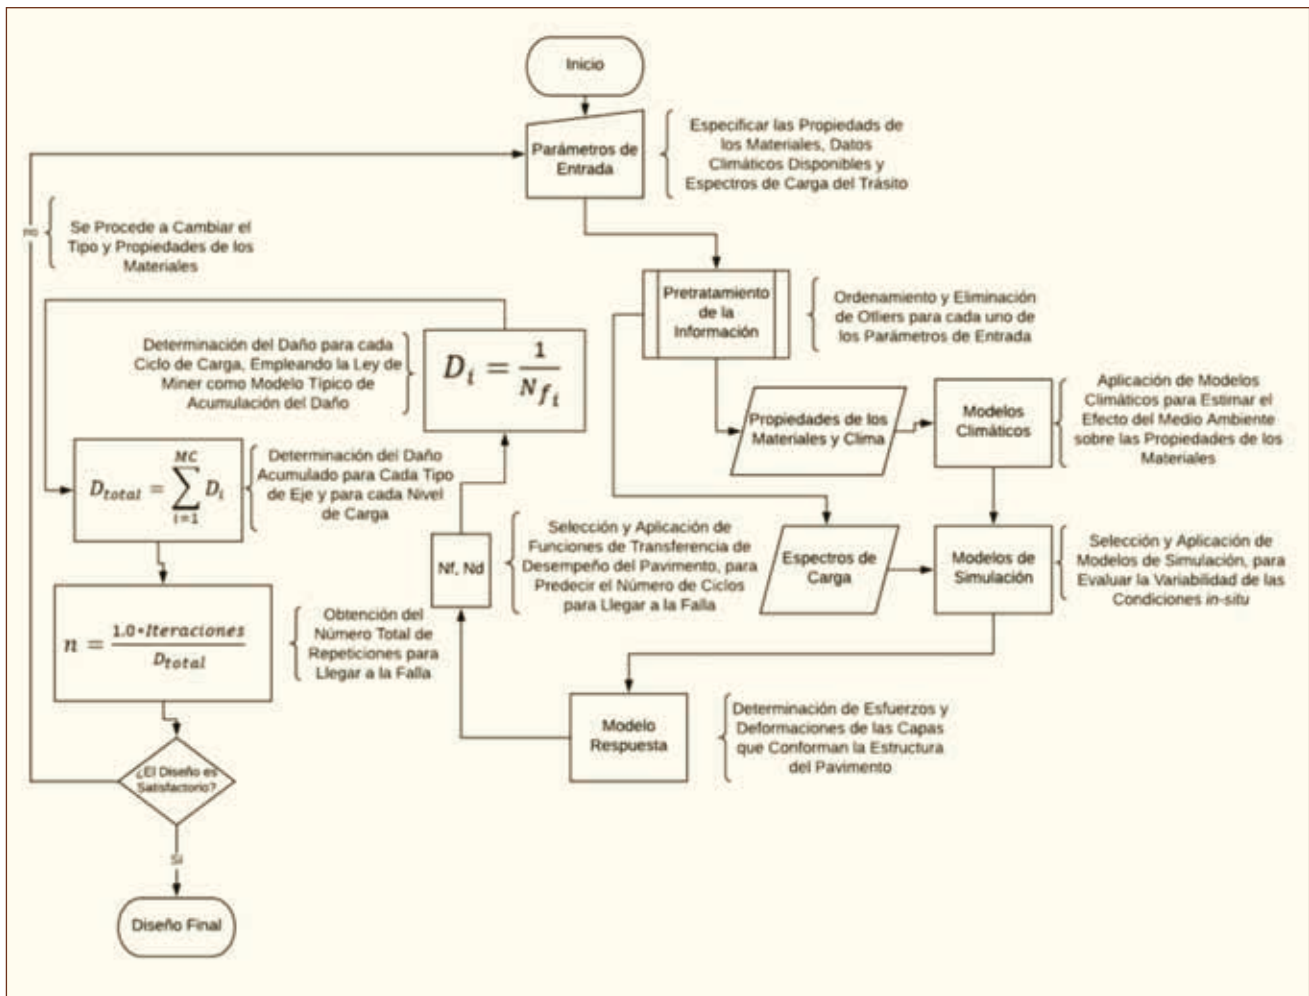 Inicio
Parámetros de
Entrada
Especificar las Propiedads de
los Materiales, Datos
Climáticos Disponibles y
Espectros de Carga del Trásito
no
Se Procede a Cambiar el
Tipo y Propiedades de los
Materiales
Pretratamiento
de la
Información
Ordenamiento y Eliminación
de Otliers para cada uno de
los Parámetros de Entrada
Propiedades de los
Materiales y Clima
Modelos
Climáticos
Aplicación de Modelos
Climáticos para Estimar el
Efecto del Medio Ambiente
sobre las Propiedades de los
Materiales
Espectros de
Carga
Modelos de
Simulación
Selección y Aplicación de
Modelos de Simulación, para
Evaluar la Variabilidad de las
Condiciones in-situ
Modelo
Respuesta
Determinación de Esfuerzos y
Deformaciones de las Capas
que Conforman la Estructura
del Pavimento
Nf, Nd
Selección y Aplicación de
Funciones de Transferencia de
Desempeño del Pavimento, para
Predecir el Número de Ciclos
para Llegar a la Falla
D_i = 1 / N_{f_i}
Determinación del Daño para cada
Ciclo de Carga, Empleando la Ley de
Miner como Modelo Típico de
Acumulación del Daño
D_{total} = \sum_{i=1}^{MC} D_i
Determinación del Daño
Acumulado para Cada Tipo
de Eje y para cada Nivel
de Carga
n = 1.0*Iteraciones / D_{total}
Obtención del
Número Total de
Repeticiones para
Llegar a la Falla
¿El Diseño es
Satisfactorio?
Si
Diseño Final